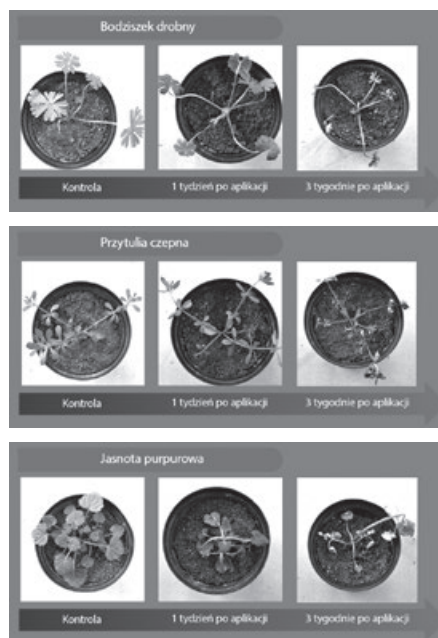 Bodziszek drobny
Kontrola 1 tydzień po aplikacji 3 tygodnie po aplikacji
Przytulia czepna
Kontrola 1 tydzień po aplikacji 3 tygodnie po aplikacji
Jasnota purpurowa
Kontrola 1 tydzień po aplikacji 3 tygodnie po aplikacji